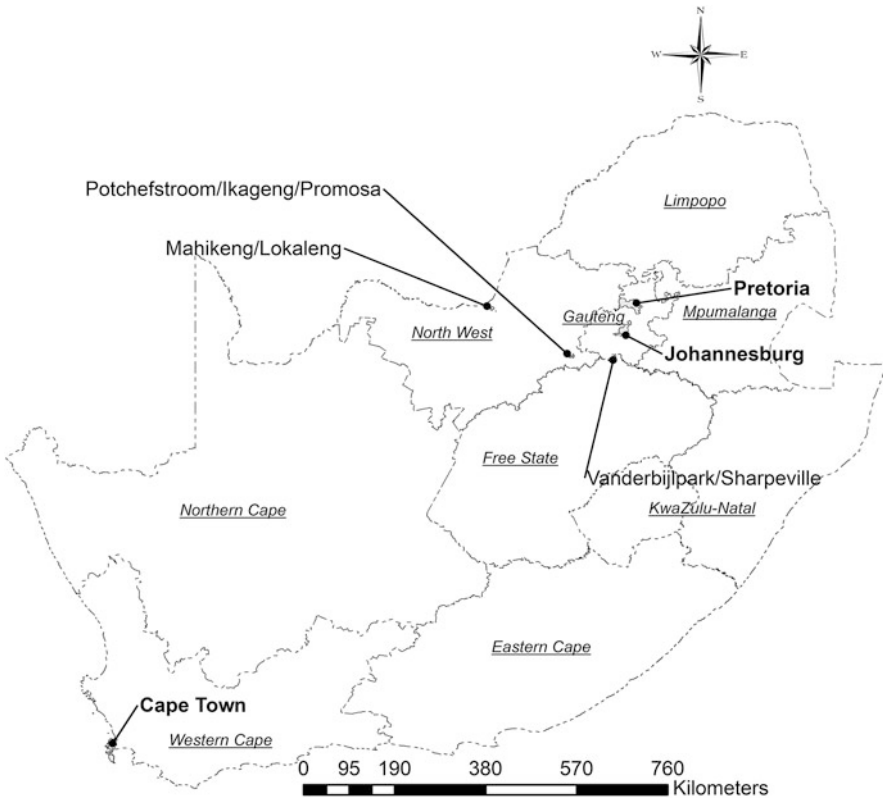 N
W E
S
Potchefstroom/Ikageng/Promosa
Limpopo
Mahikeng/Lokaleng
Pretoria
Gauteng
Mpumalanga
North West
Johannesburg
Free State
Vanderbijlpark/Sharpeville
KwaZulu-Natal
Northern Cape
Eastern Cape
Cape Town
Western Cape
0 95 190 380 570 760
Kilometers